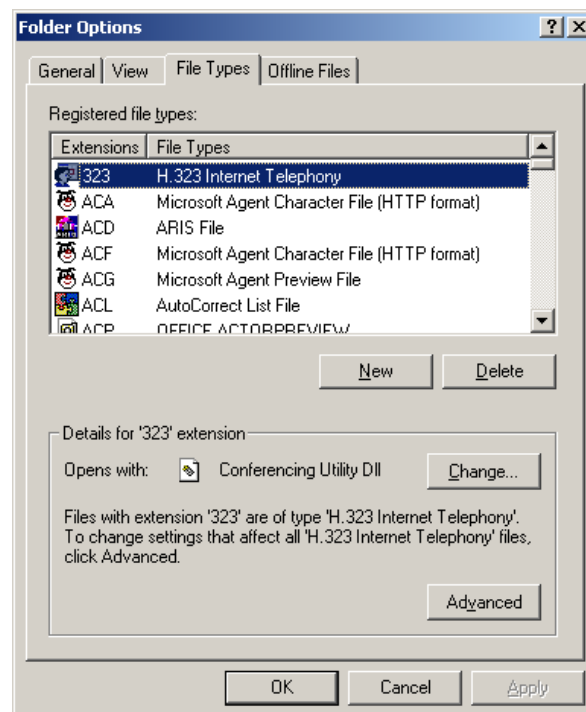 Folder Options
? X
General View File Types Offline Files
Registered file types:
Extensions File Types
323 H.323 Internet Telephony
ACA Microsoft Agent Character File (HTTP format)
ACD ARIS File
ACF Microsoft Agent Character File (HTTP format)
ACG Microsoft Agent Preview File
ACL AutoCorrect List File
ACP OFFICE.ACTORPREVIEW
New Delete
Details for '323' extension
Opens with: Conferencing Utility Dll Change...
Files with extension '323' are of type 'H.323 Internet Telephony'.
To change settings that affect all 'H.323 Internet Telephony' files,
click Advanced.
Advanced
OK Cancel Apply